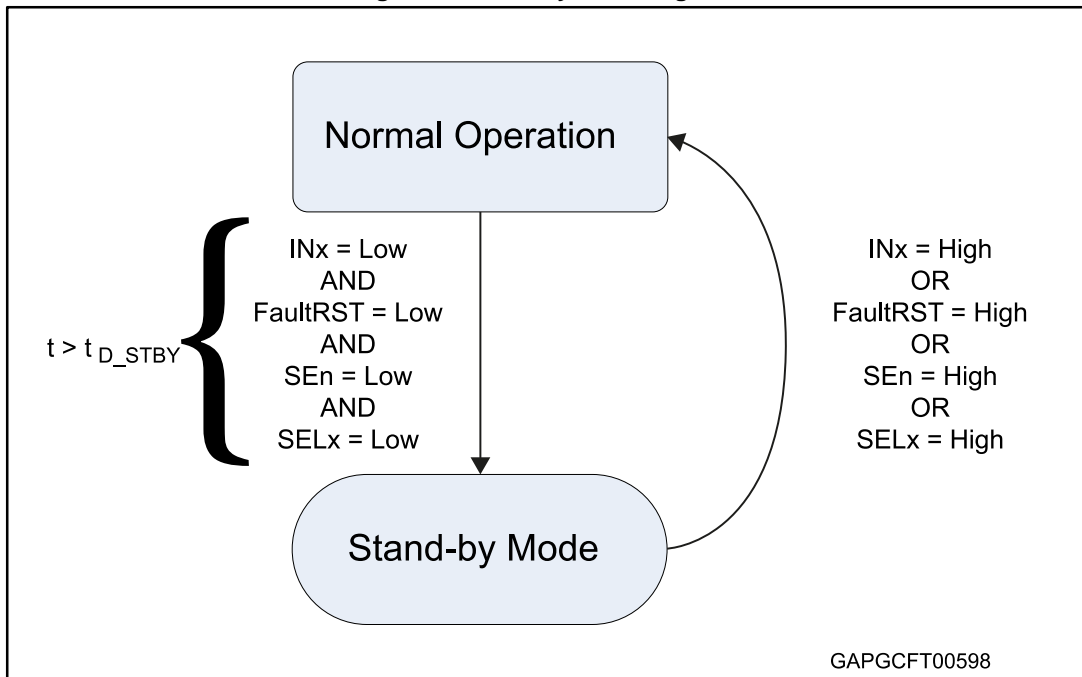 Normal Operation
t > t D_STBY
INx = Low
AND
FaultRST = Low
AND
SEn = Low
AND
SELx = Low
INx = High
OR
FaultRST = High
OR
SEn = High
OR
SELx = High
Stand-by Mode
GAPGCFT00598